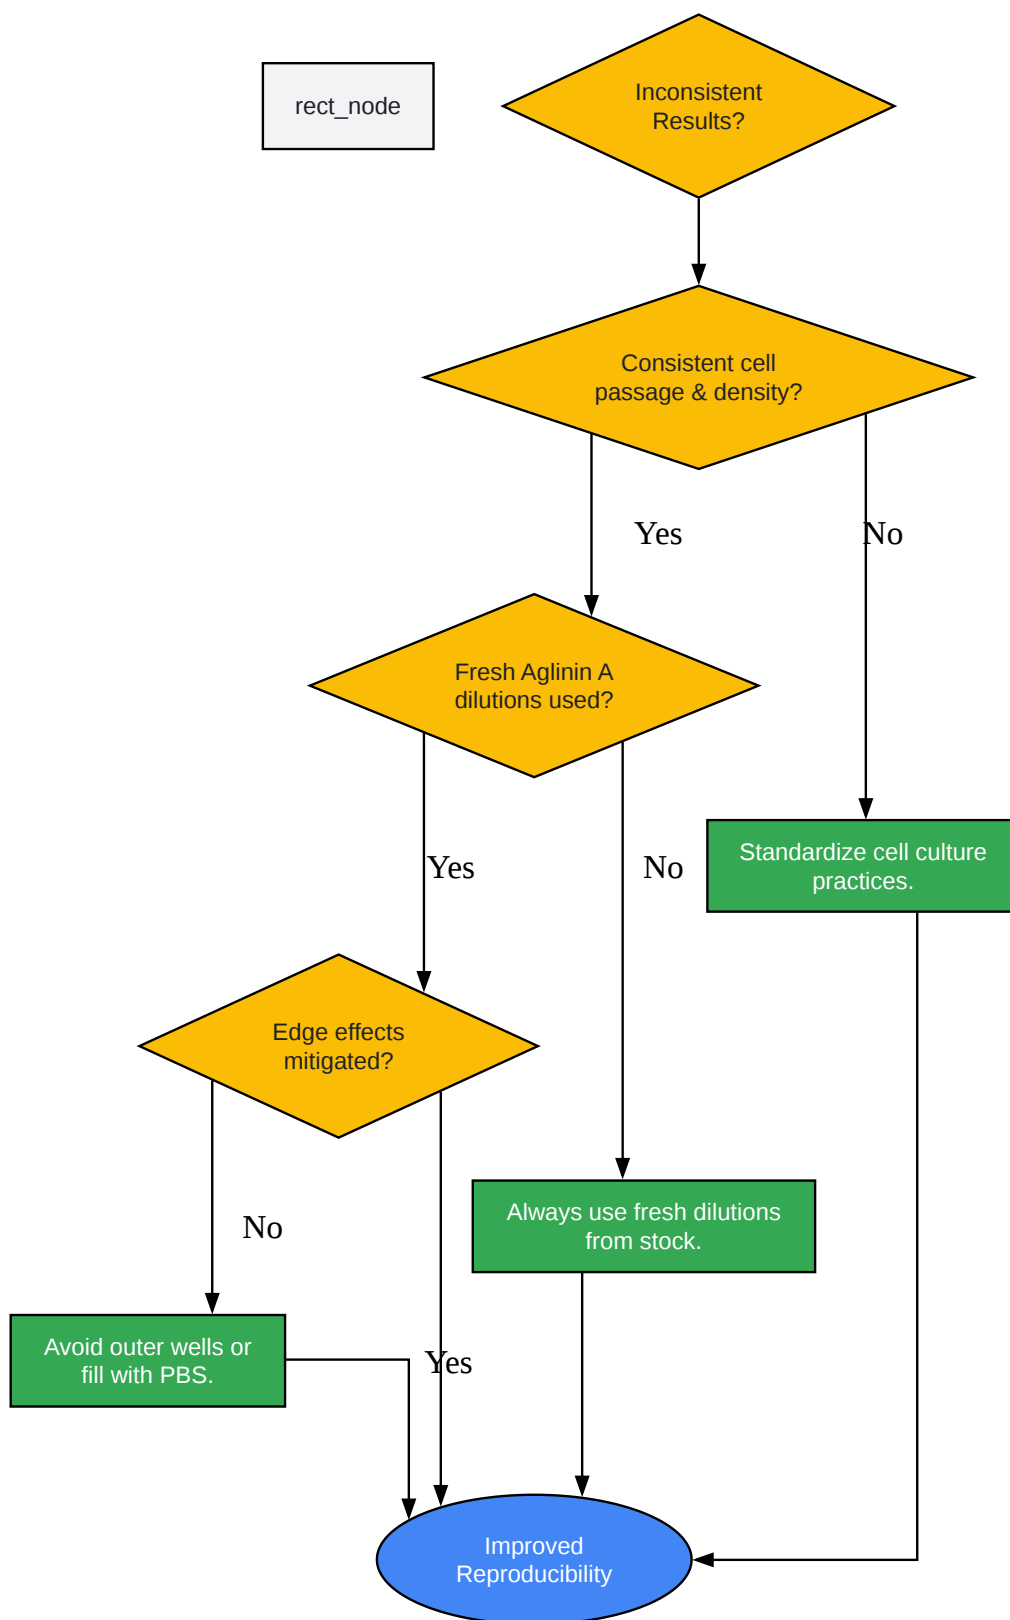 rect_node
Inconsistent
Results?
Consistent cell
passage & density?
Yes
No
Fresh Aglinin A
dilutions used?
Yes
No
Standardize cell culture
practices.
Edge effects
mitigated?
No
Always use fresh dilutions
from stock.
Avoid outer wells or
fill with PBS.
Yes
Improved
Reproducibility